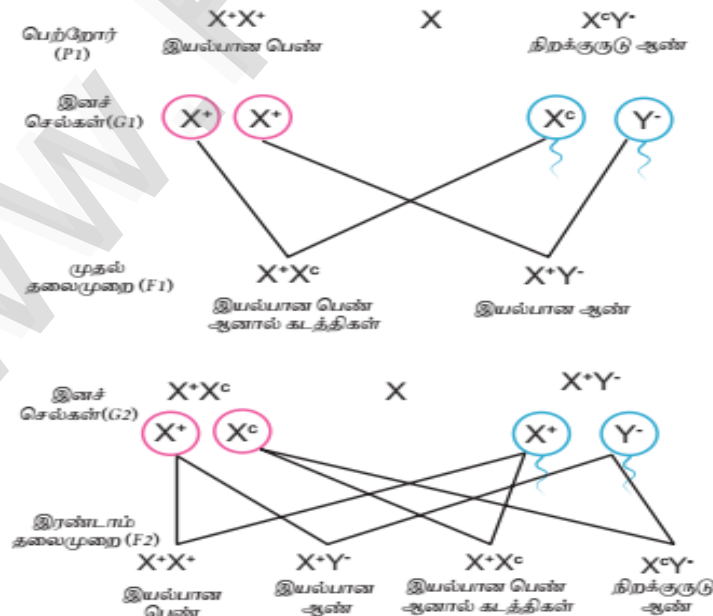 X⁺X⁺ X XᶜY⁻
பெற்றோர்
(P1)
இயல்பான பெண் நிறக்குருடு ஆண்
இனச்
செல்கள்(G1)
X⁺ X⁺ Xᶜ Y⁻
முதல்
தலைமுறை (F1)
X⁺Xᶜ X⁺Y⁻
இயல்பான பெண்
ஆனால் கடத்திகள்
இயல்பான ஆண்
இனச்
செல்கள்(G2)
X⁺Xᶜ X X⁺Y⁻
X⁺ Xᶜ X⁺ Y⁻
இரண்டாம்
தலைமுறை (F2)
X⁺X⁺ X⁺Y⁻ X⁺Xᶜ XᶜY⁻
இயல்பான
பெண்
இயல்பான
ஆண்
இயல்பான பெண்
ஆனால் கடத்திகள்
நிறக்குருடு
ஆண்